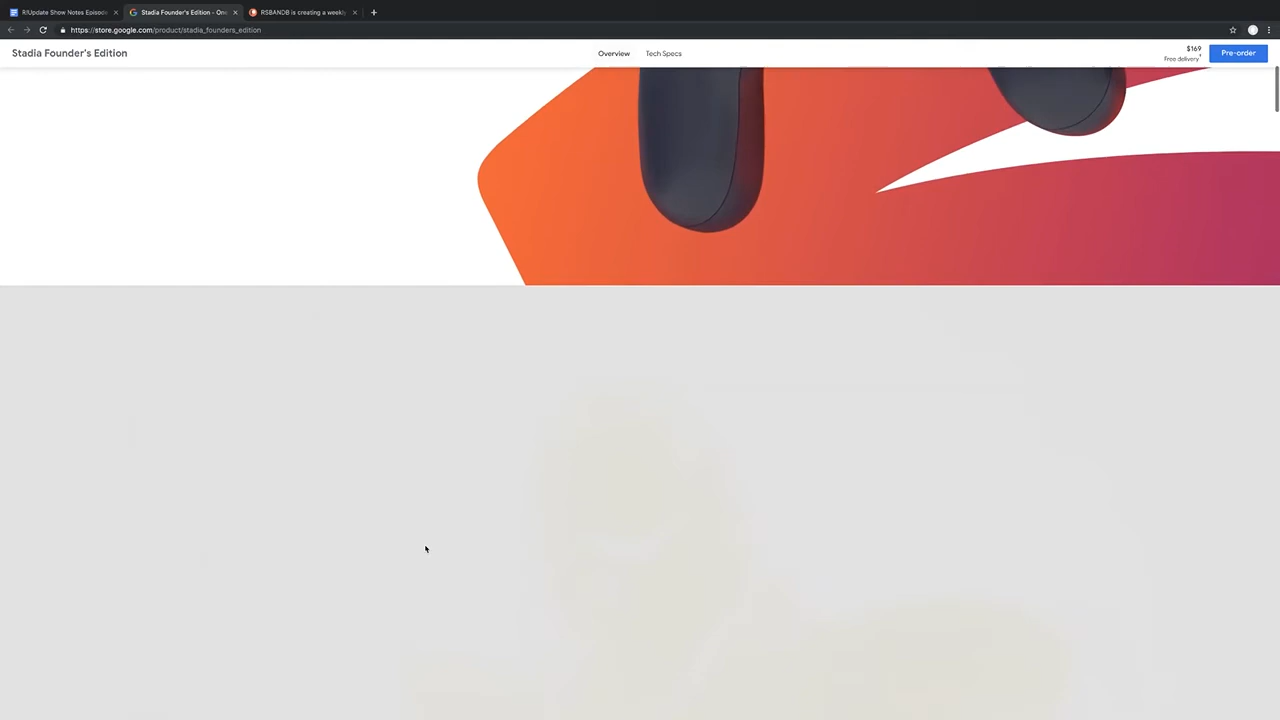 R!Update Show Notes Episode
Stadia Founder's Edition - One
RSBANDB is creating a weekly
https://store.google.com/product/stadia_founders_edition
Stadia Founder's Edition
Overview
Tech Specs
$169
Free delivery
Pre-order